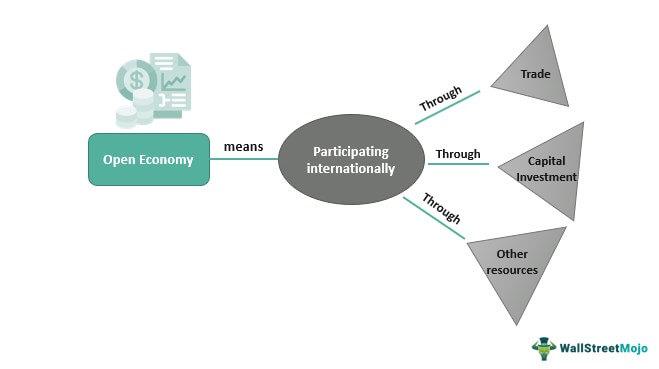 $
Open Economy
means
Participating
internationally
Through
Trade
Through
Capital
Investment
Through
Other
resources
WallStreetMojo